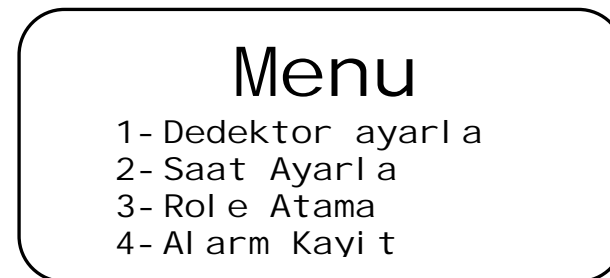 Menu
1-Dedektor ayarla
2-Saat Ayarla
3-Role Atama
4-Alarm Kayit